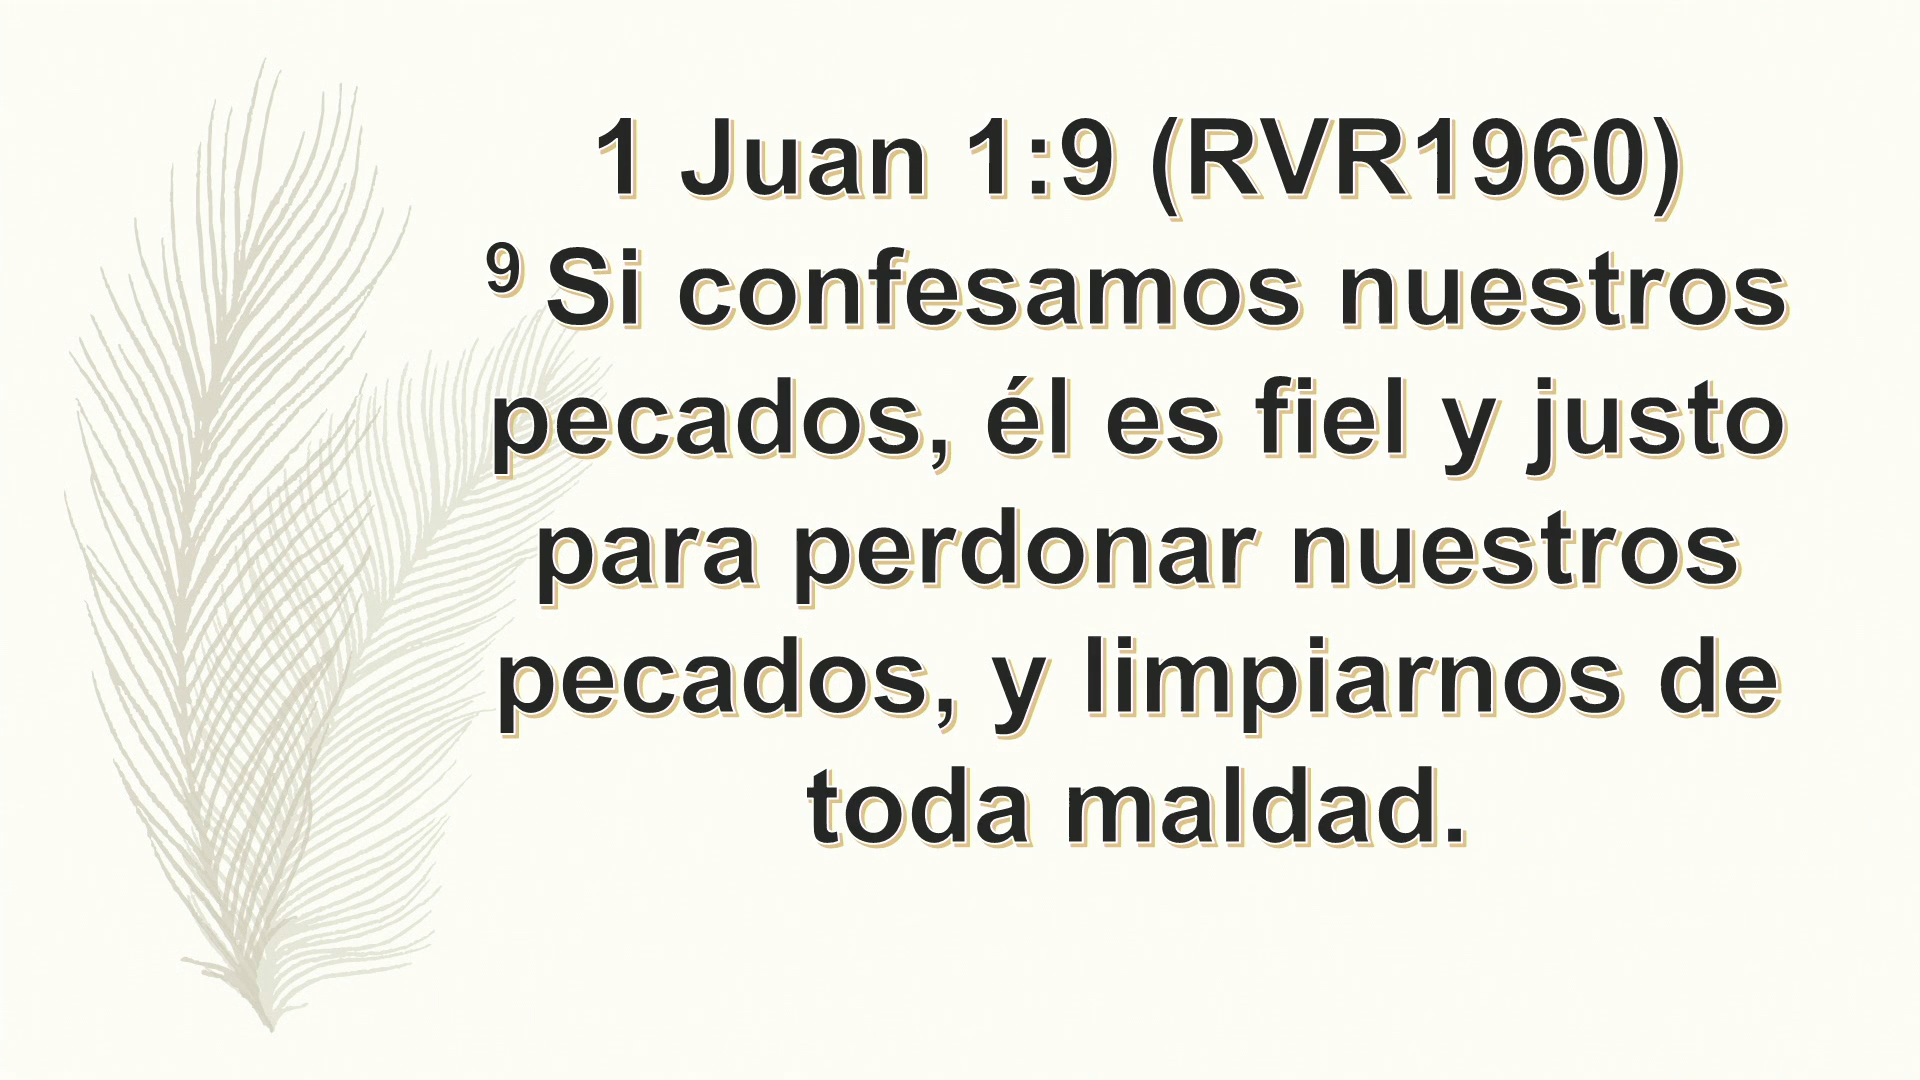 1 Juan 1:9 (RVR1960)
⁹ Si confesamos nuestros
pecados, él es fiel y justo
para perdonar nuestros
pecados, y limpiarnos de
toda maldad.